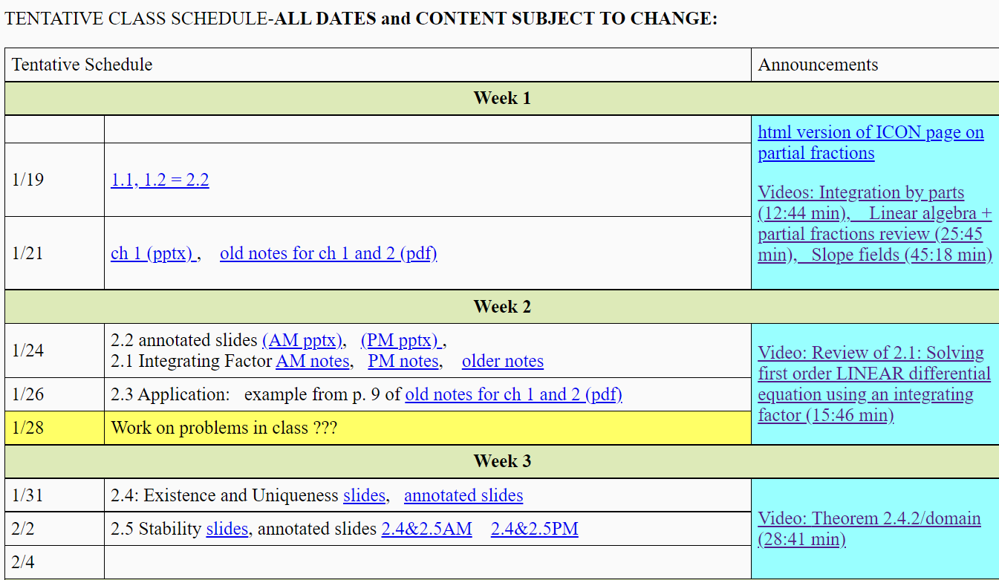 TENTATIVE CLASS SCHEDULE-ALL DATES and CONTENT SUBJECT TO CHANGE:
Tentative Schedule
Announcements
Week 1
html version of ICON page on
partial fractions
Videos: Integration by parts
(12:44 min), Linear algebra +
partial fractions review (25:45
min), Slope fields (45:18 min)
1/19
1.1, 1.2 = 2.2
1/21
ch 1 (pptx) , old notes for ch 1 and 2 (pdf)
Week 2
1/24
2.2 annotated slides (AM pptx), (PM pptx) ,
2.1 Integrating Factor AM notes, PM notes, older notes
Video: Review of 2.1: Solving
first order LINEAR differential
equation using an integrating
factor (15:46 min)
1/26
2.3 Application: example from p. 9 of old notes for ch 1 and 2 (pdf)
1/28
Work on problems in class ???
Week 3
1/31
2.4: Existence and Uniqueness slides, annotated slides
Video: Theorem 2.4.2/domain
(28:41 min)
2/2
2.5 Stability slides, annotated slides 2.4&2.5AM 2.4&2.5PM
2/4